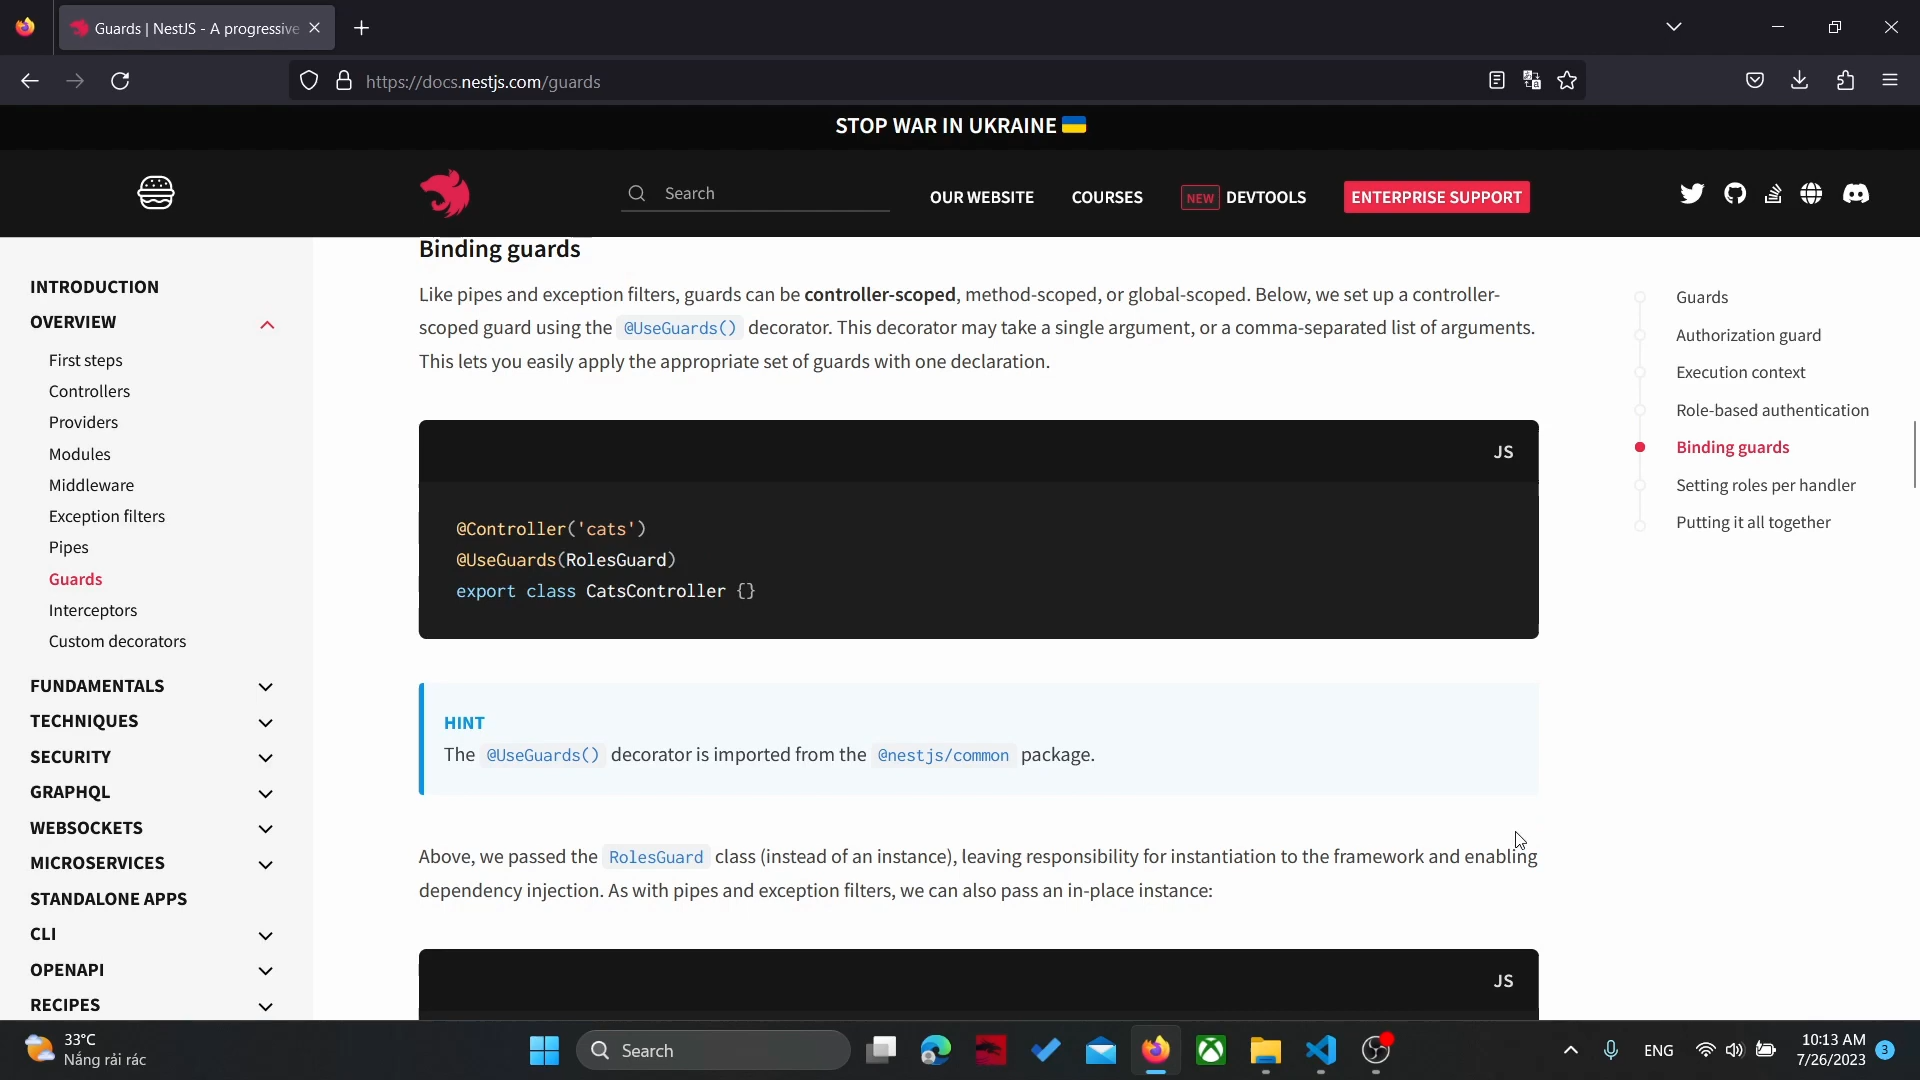 Guards | NestJS - A progressive
https://docs.nestjs.com/guards
STOP WAR IN UKRAINE
Search
OUR WEBSITE
COURSES
NEW DEVTOOLS
ENTERPRISE SUPPORT
INTRODUCTION
OVERVIEW
First steps
Controllers
Providers
Modules
Middleware
Exception filters
Pipes
Guards
Interceptors
Custom decorators
FUNDAMENTALS
TECHNIQUES
SECURITY
GRAPHQL
WEBSOCKETS
MICROSERVICES
STANDALONE APPS
CLI
OPENAPI
RECIPES
Binding guards
Like pipes and exception filters, guards can be controller-scoped, method-scoped, or global-scoped. Below, we set up a controller-
scoped guard using the @UseGuards() decorator. This decorator may take a single argument, or a comma-separated list of arguments.
This lets you easily apply the appropriate set of guards with one declaration.
JS
@Controller('cats')
@UseGuards(RolesGuard)
export class CatsController {}
HINT
The @UseGuards() decorator is imported from the @nestjs/common package.
Above, we passed the RolesGuard class (instead of an instance), leaving responsibility for instantiation to the framework and enabling
dependency injection. As with pipes and exception filters, we can also pass an in-place instance:
JS
Guards
Authorization guard
Execution context
Role-based authentication
Binding guards
Setting roles per handler
Putting it all together
33°C
Nắng rải rác
Search
ENG
10:13 AM
7/26/2023
3